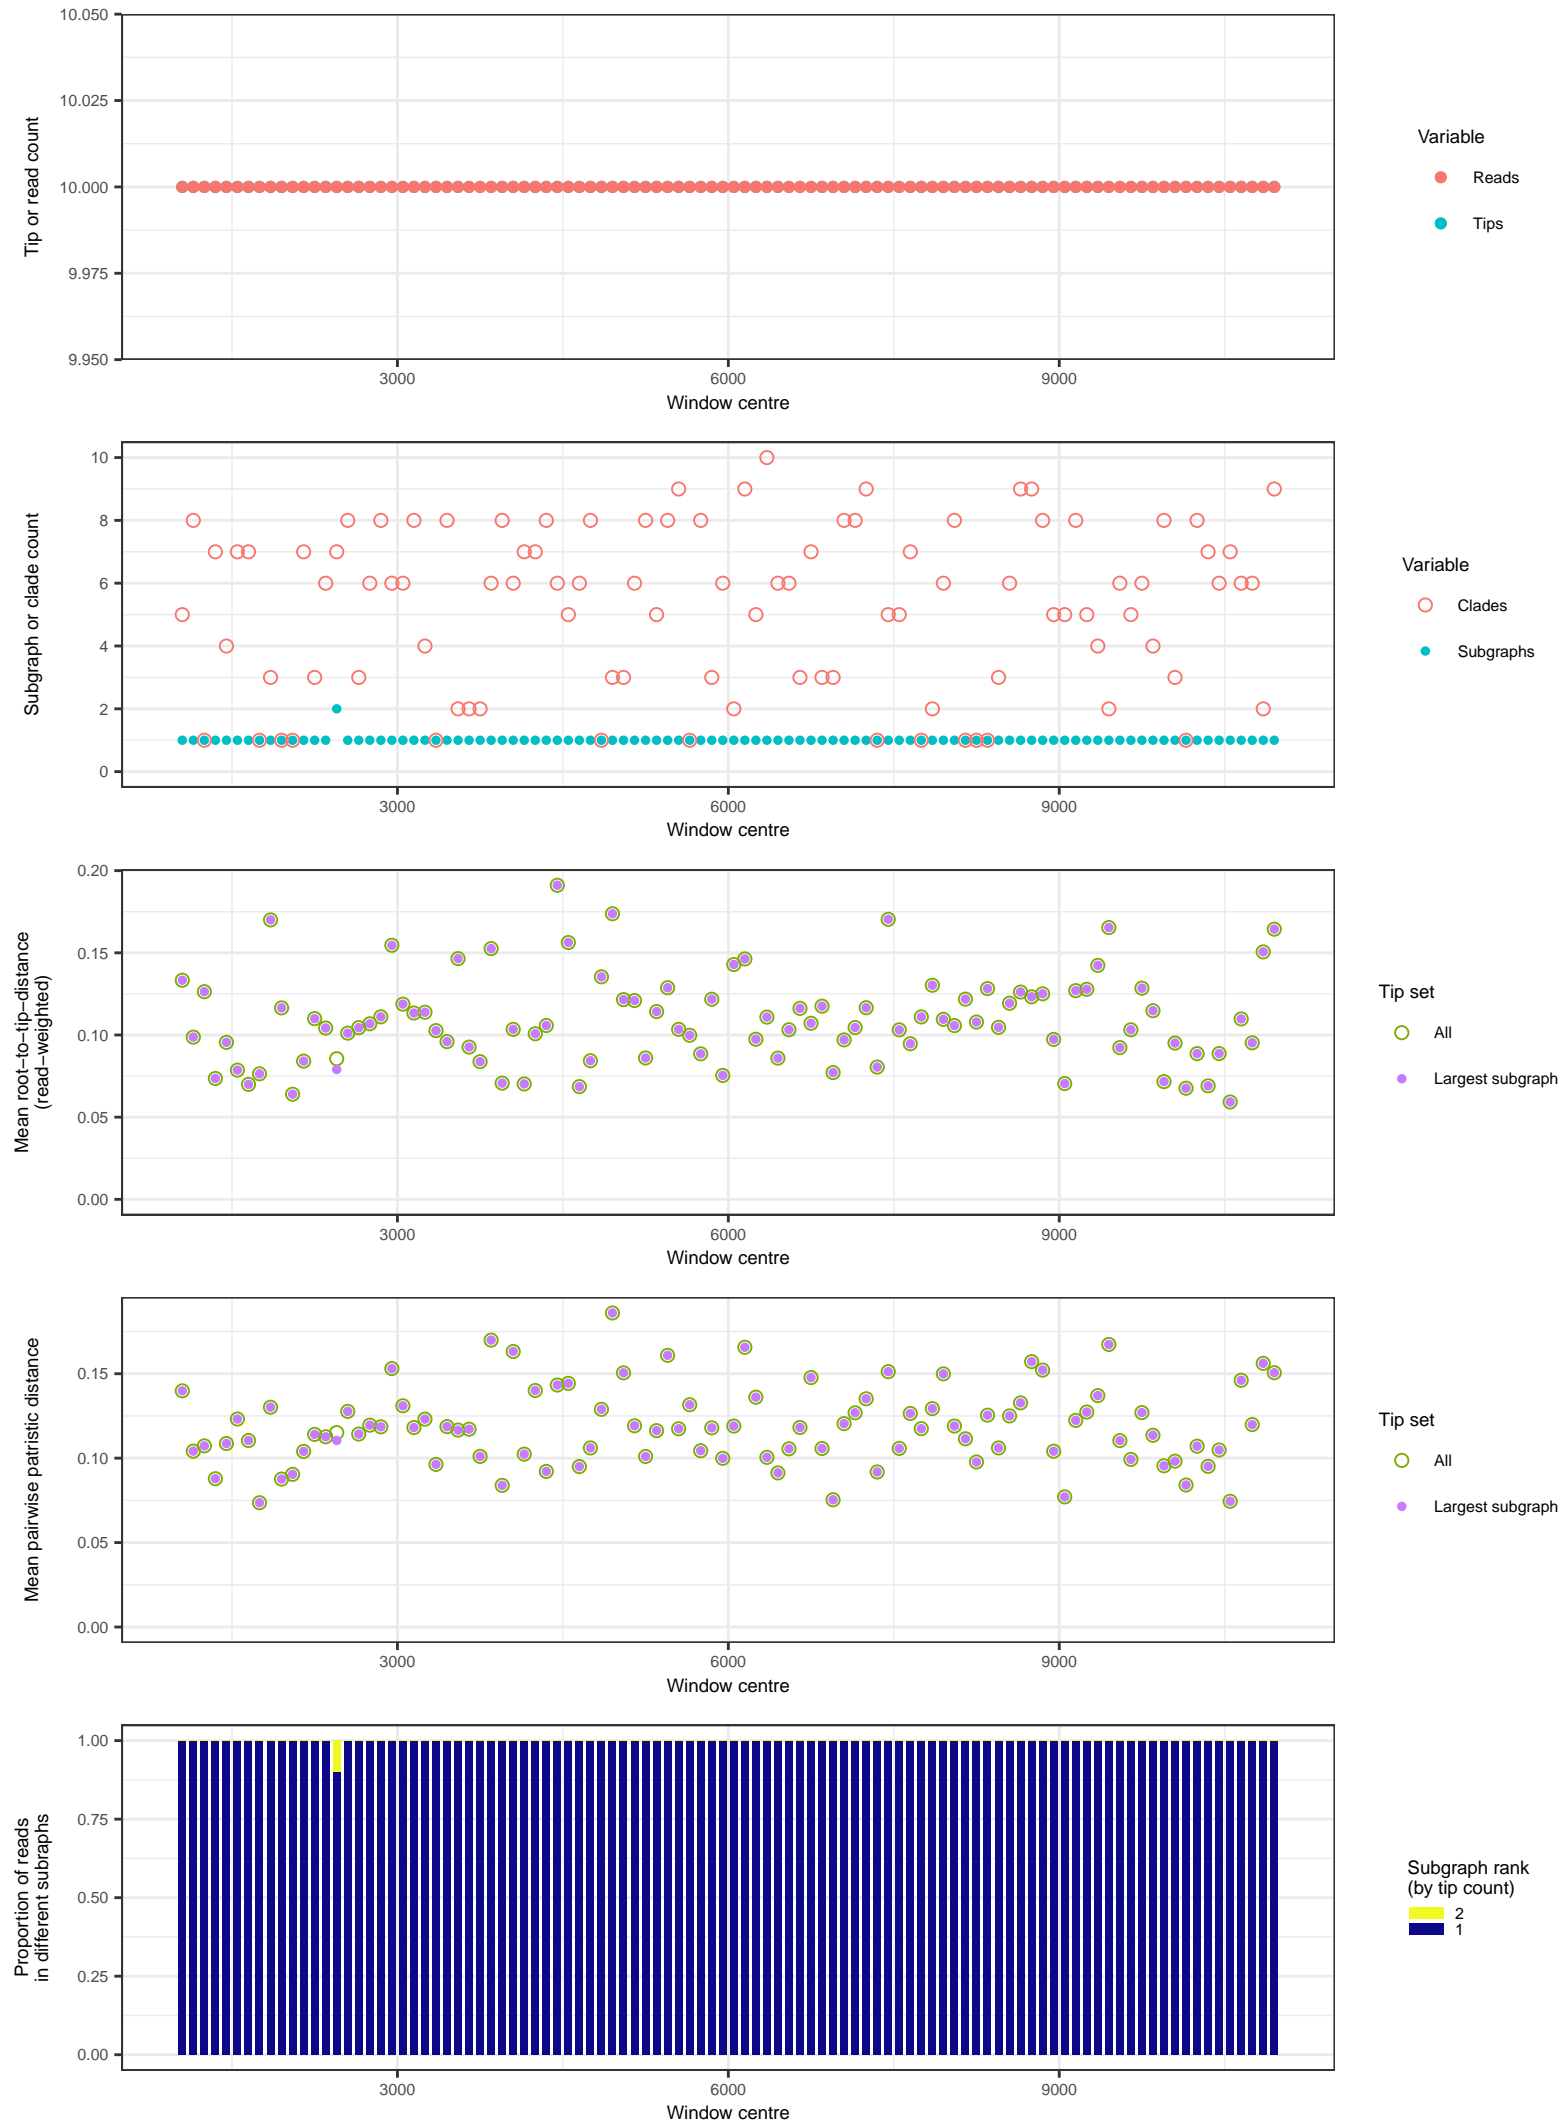 10.050
10.025
10.000
9.975
9.950
Tip or read count
3000
6000
9000
Window centre
Variable
Reads
Tips
10
8
6
4
2
0
Subgraph or clade count
3000
6000
9000
Window centre
Variable
Clades
Subgraphs
0.20
0.15
0.10
0.05
0.00
Mean root−to−tip−distance
(read−weighted)
3000
6000
9000
Window centre
Tip set
All
Largest subgraph
0.15
0.10
0.05
0.00
Mean pairwise patristic distance
3000
6000
9000
Window centre
Tip set
All
Largest subgraph
1.00
0.75
0.50
0.25
0.00
Proportion of reads
in different subraphs
3000
6000
9000
Window centre
Subgraph rank
(by tip count)
2
1